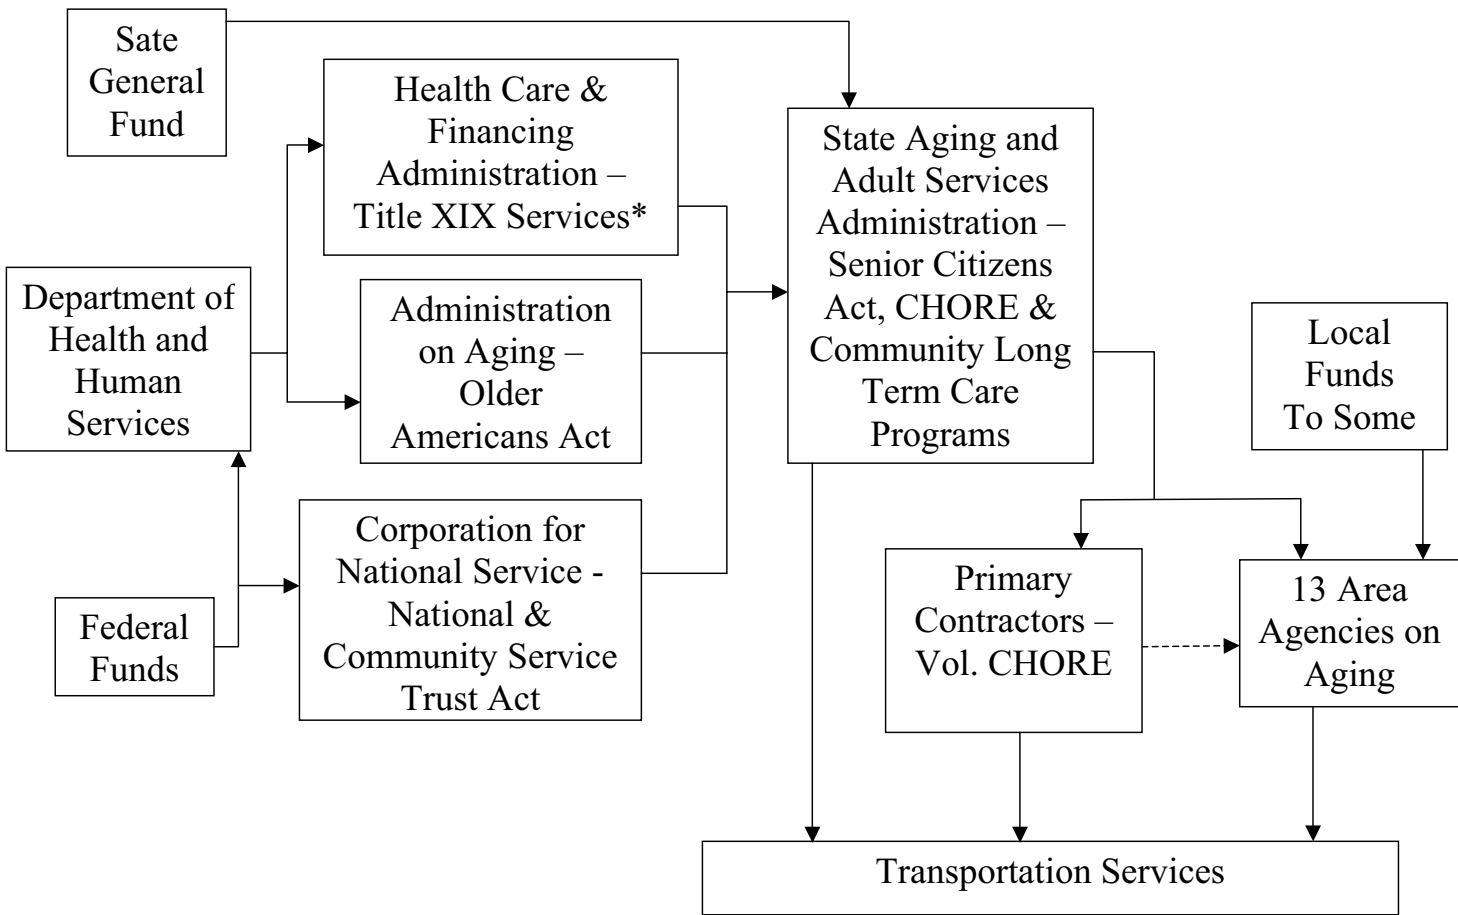 Sate
General
Fund
Health Care &
Financing
Administration –
Title XIX Services*
State Aging and
Adult Services
Administration –
Senior Citizens
Act, CHORE &
Community Long
Term Care
Programs
Department of
Health and
Human
Services
Administration
on Aging –
Older
Americans Act
Local
Funds
To Some
Corporation for
National Service -
National &
Community Service
Trust Act
Federal
Funds
Primary
Contractors –
Vol. CHORE
13 Area
Agencies on
Aging
Transportation Services